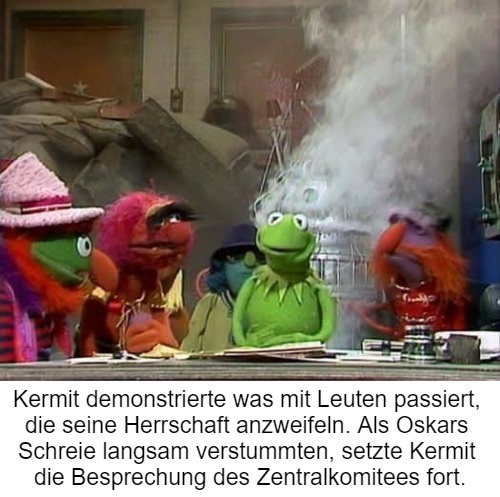 Kermit demonstrierte was mit Leuten passiert,
die seine Herrschaft anzweifeln. Als Oskars
Schreie langsam verstummten, setzte Kermit
die Besprechung des Zentralkomitees fort.